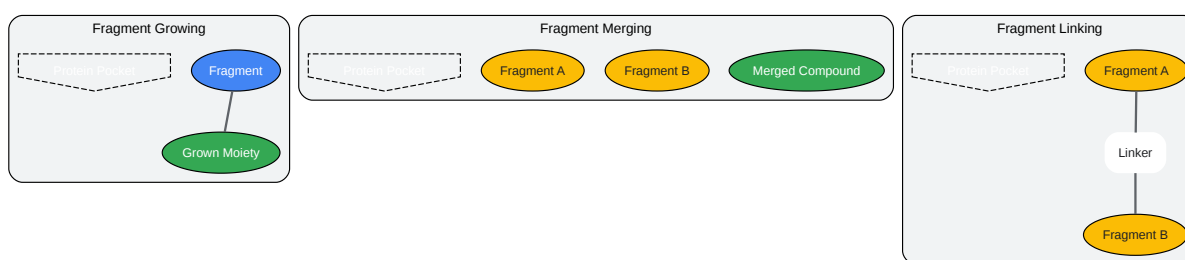 Fragment Growing
Protein Pocket
Fragment
Grown Moiety
Fragment Merging
Protein Pocket
Fragment A
Fragment B
Merged Compound
Fragment Linking
Protein Pocket
Fragment A
Linker
Fragment B